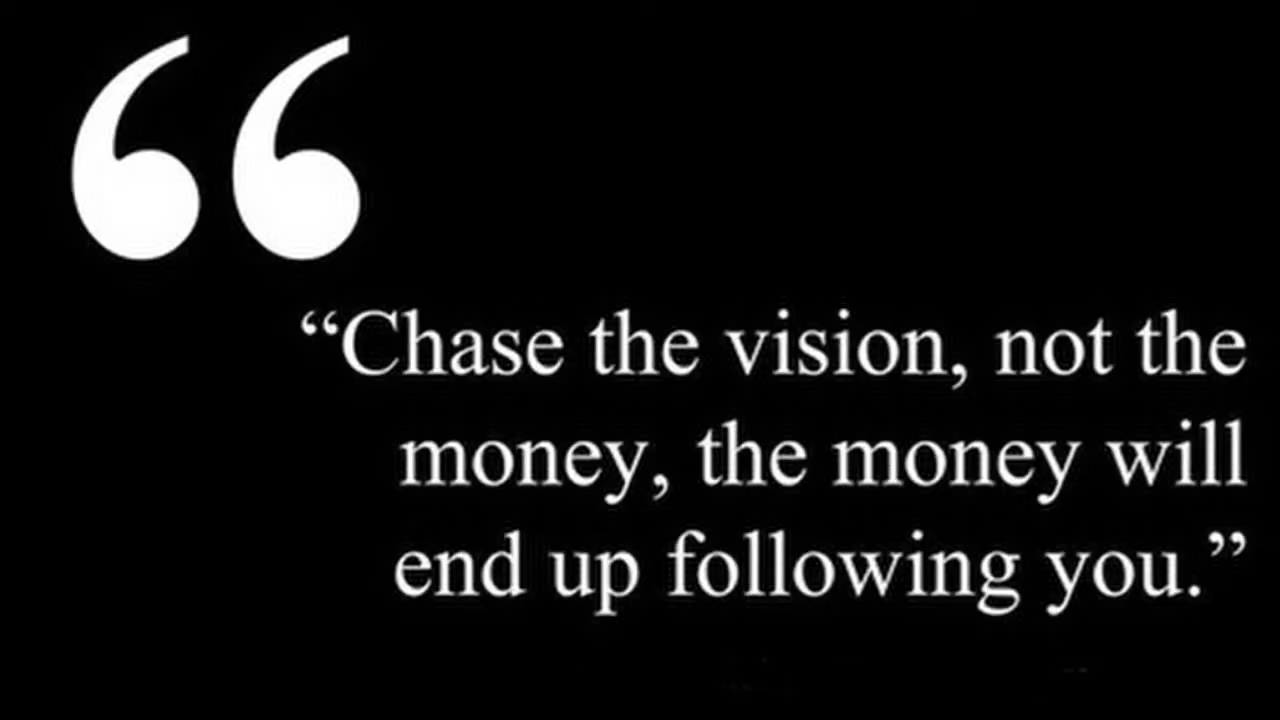 “
“Chase the vision, not the
money, the money will
end up following you.”